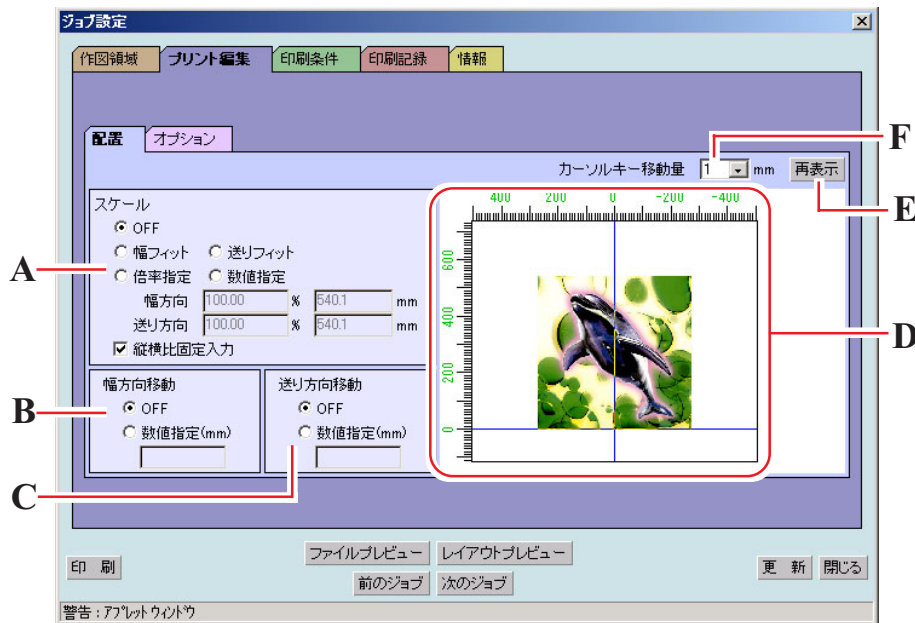 ジョブ設定
作図領域 プリント編集 印刷条件 印刷記録 情報
配置 オプション
F
カーソルキー移動量 1 mm 再表示
E
スケール
OFF
幅フィット 送りフィット
A
倍率指定 数値指定
幅方向 100.00 % 540.1 mm
送り方向 100.00 % 540.1 mm
縦横比固定入力
400 200 0 -200 -400
600
400
200
0
D
幅方向移動
B
OFF
数値指定(mm)
送り方向移動
OFF
数値指定(mm)
C
ファイルプレビュー レイアウトプレビュー
印 刷
前のジョブ 次のジョブ
更 新 閉じる
警告 : アプレット ウィンドウ